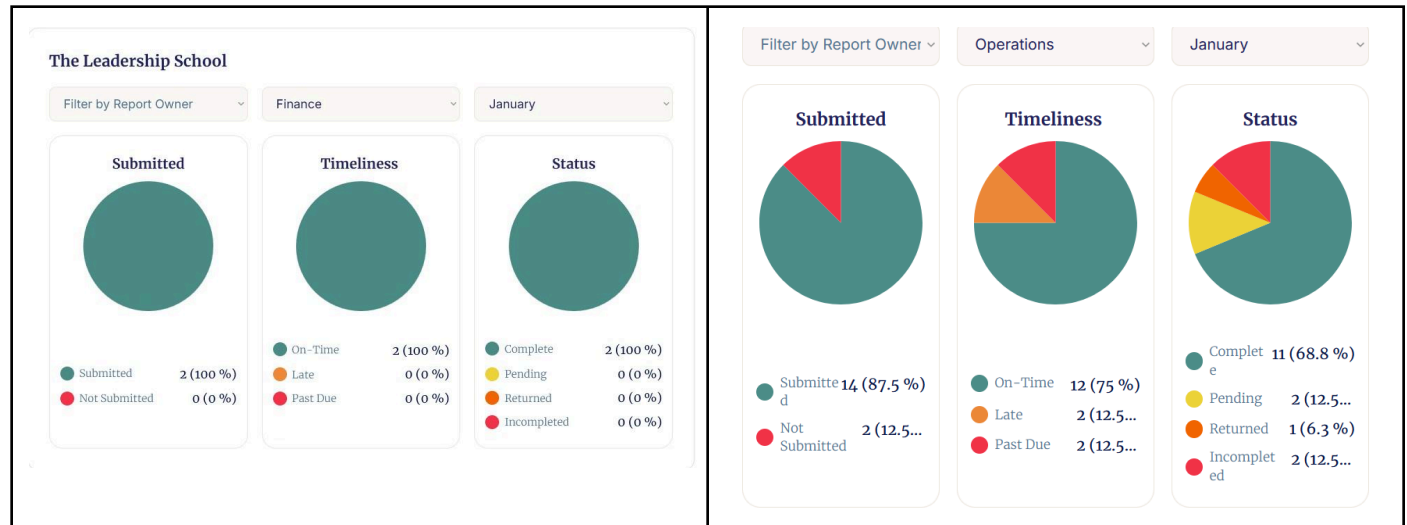 The Leadership School
Filter by Report Owner
Finance
January
Submitted
Submitted 2 (100 %)
Not Submitted 0 (0 %)
Timeliness
On-Time 2 (100 %)
Late 0 (0 %)
Past Due 0 (0 %)
Status
Complete 2 (100 %)
Pending 0 (0 %)
Returned 0 (0 %)
Incompleted 0 (0 %)
Filter by Report Owner
Operations
January
Submitted
Submitte 14 (87.5 %)
d
Not 2 (12.5...
Submitted
Timeliness
On-Time 12 (75 %)
Late 2 (12.5...
Past Due 2 (12.5...
Status
Complet 11 (68.8 %)
e
Pending 2 (12.5...
Returned 1 (6.3 %)
Incomplet 2 (12.5...
ed